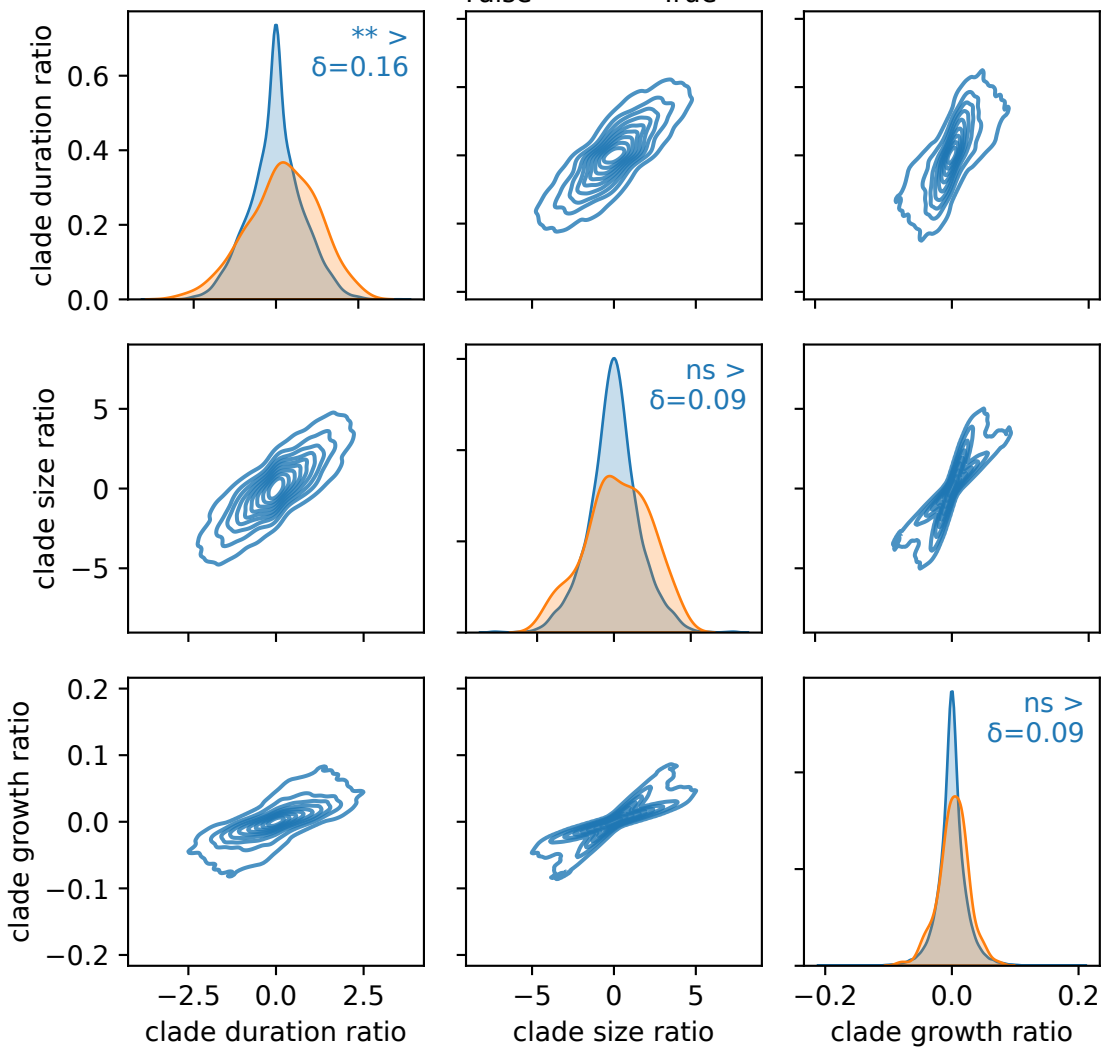 ** >
δ=0.16
clade duration ratio
0.6
0.4
0.2
0.0
ns >
δ=0.09
clade size ratio
5
0
−5
ns >
δ=0.09
clade growth ratio
0.2
0.1
0.0
−0.1
−0.2
−2.5 0.0 2.5
−5 0 5
−0.2 0.0 0.2
clade duration ratio
clade size ratio
clade growth ratio